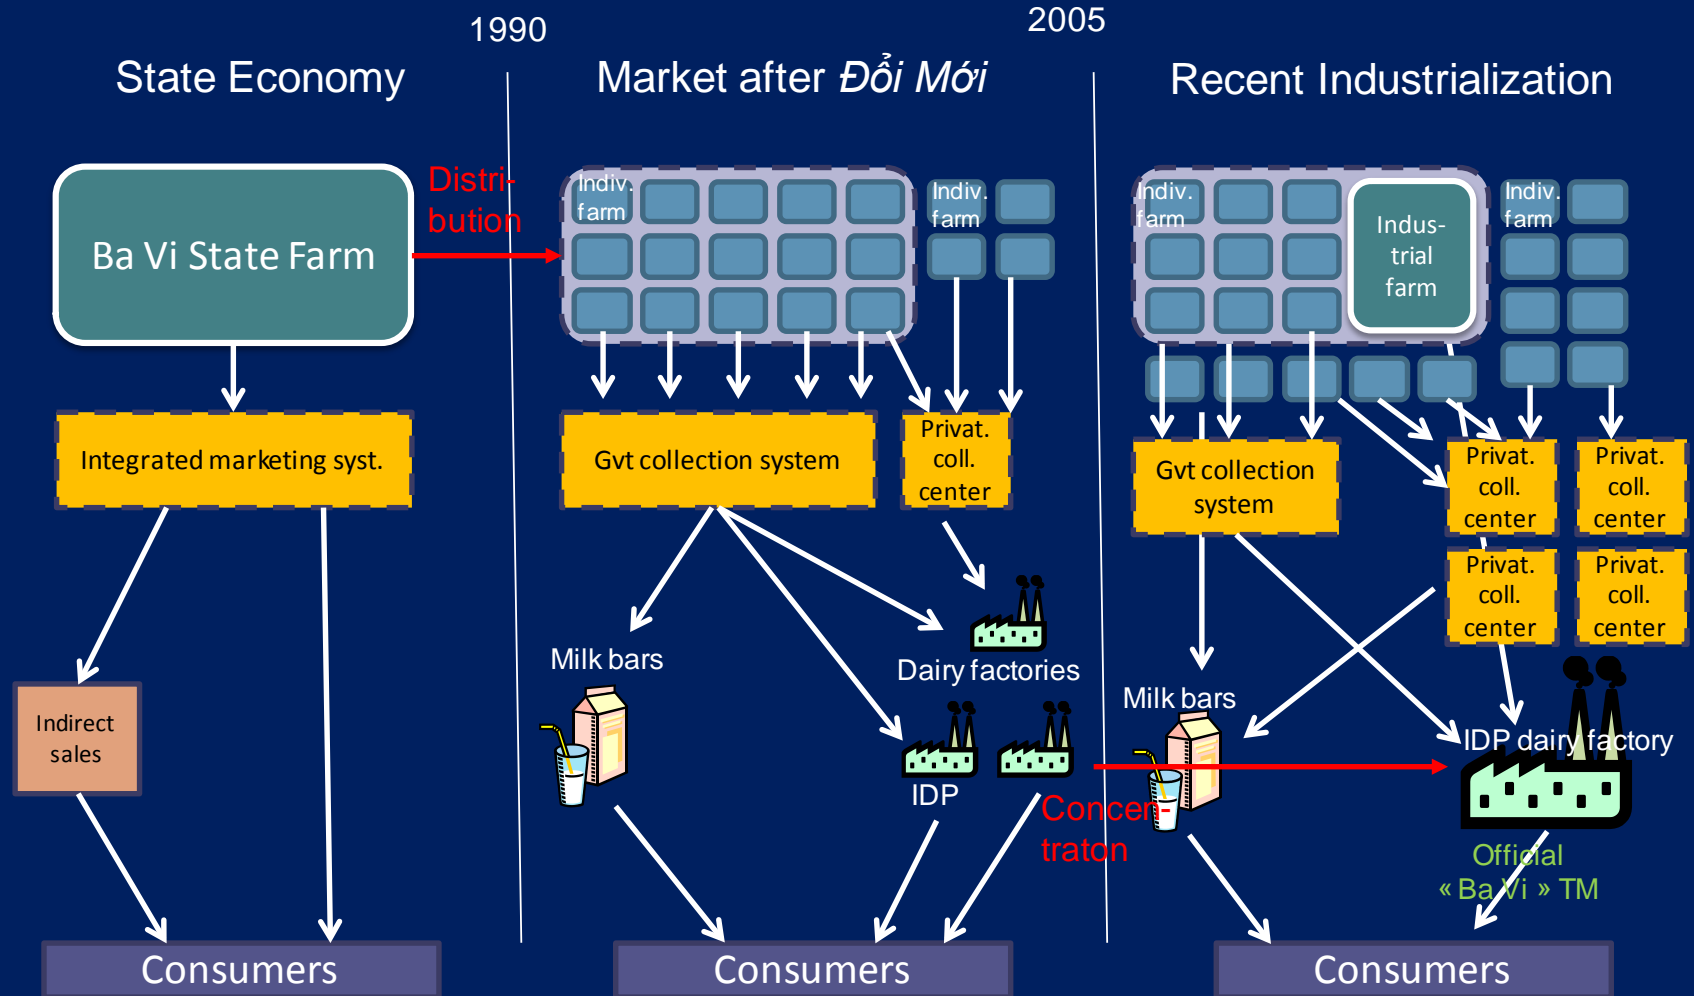 1990
2005
State Economy
Market after Đổi Mới
Recent Industrialization
Ba Vi State Farm
Distri-
bution
Indiv.
farm
Indiv.
farm
Indiv.
farm
Indus-
trial
farm
Indiv.
farm
Integrated marketing syst.
Gvt collection system
Privat.
coll.
center
Gvt collection
system
Privat.
coll.
center
Privat.
coll.
center
Privat.
coll.
center
Privat.
coll.
center
Indirect
sales
Milk bars
Dairy factories
IDP
Concen-
traton
Milk bars
IDP dairy factory
Official
« Ba Vi » TM
Consumers
Consumers
Consumers